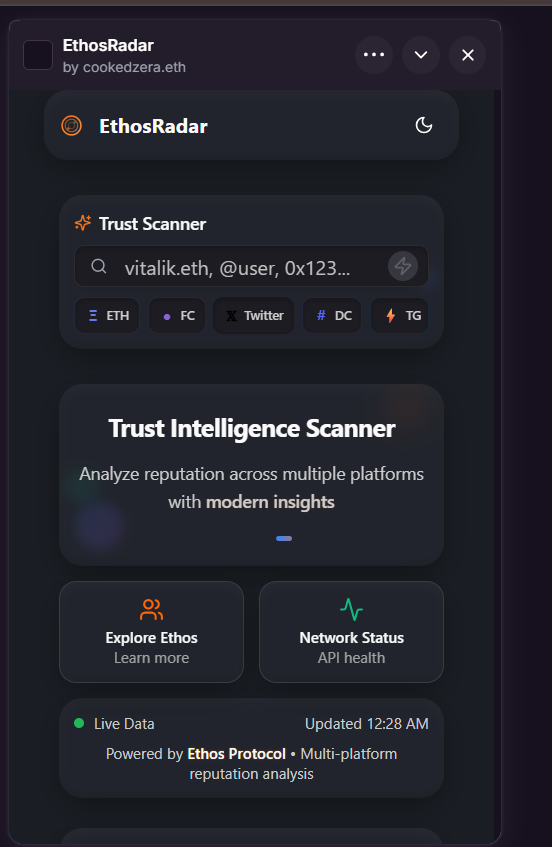 EthosRadar
by cookedzera.eth
EthosRadar
Trust Scanner
vitalik.eth, @user, 0x123...
Ξ ETH
FC
X Twitter
# DC
TG
Trust Intelligence Scanner
Analyze reputation across multiple platforms
with modern insights
Explore Ethos
Learn more
Network Status
API health
Live Data
Updated 12:28 AM
Powered by Ethos Protocol • Multi-platform
reputation analysis